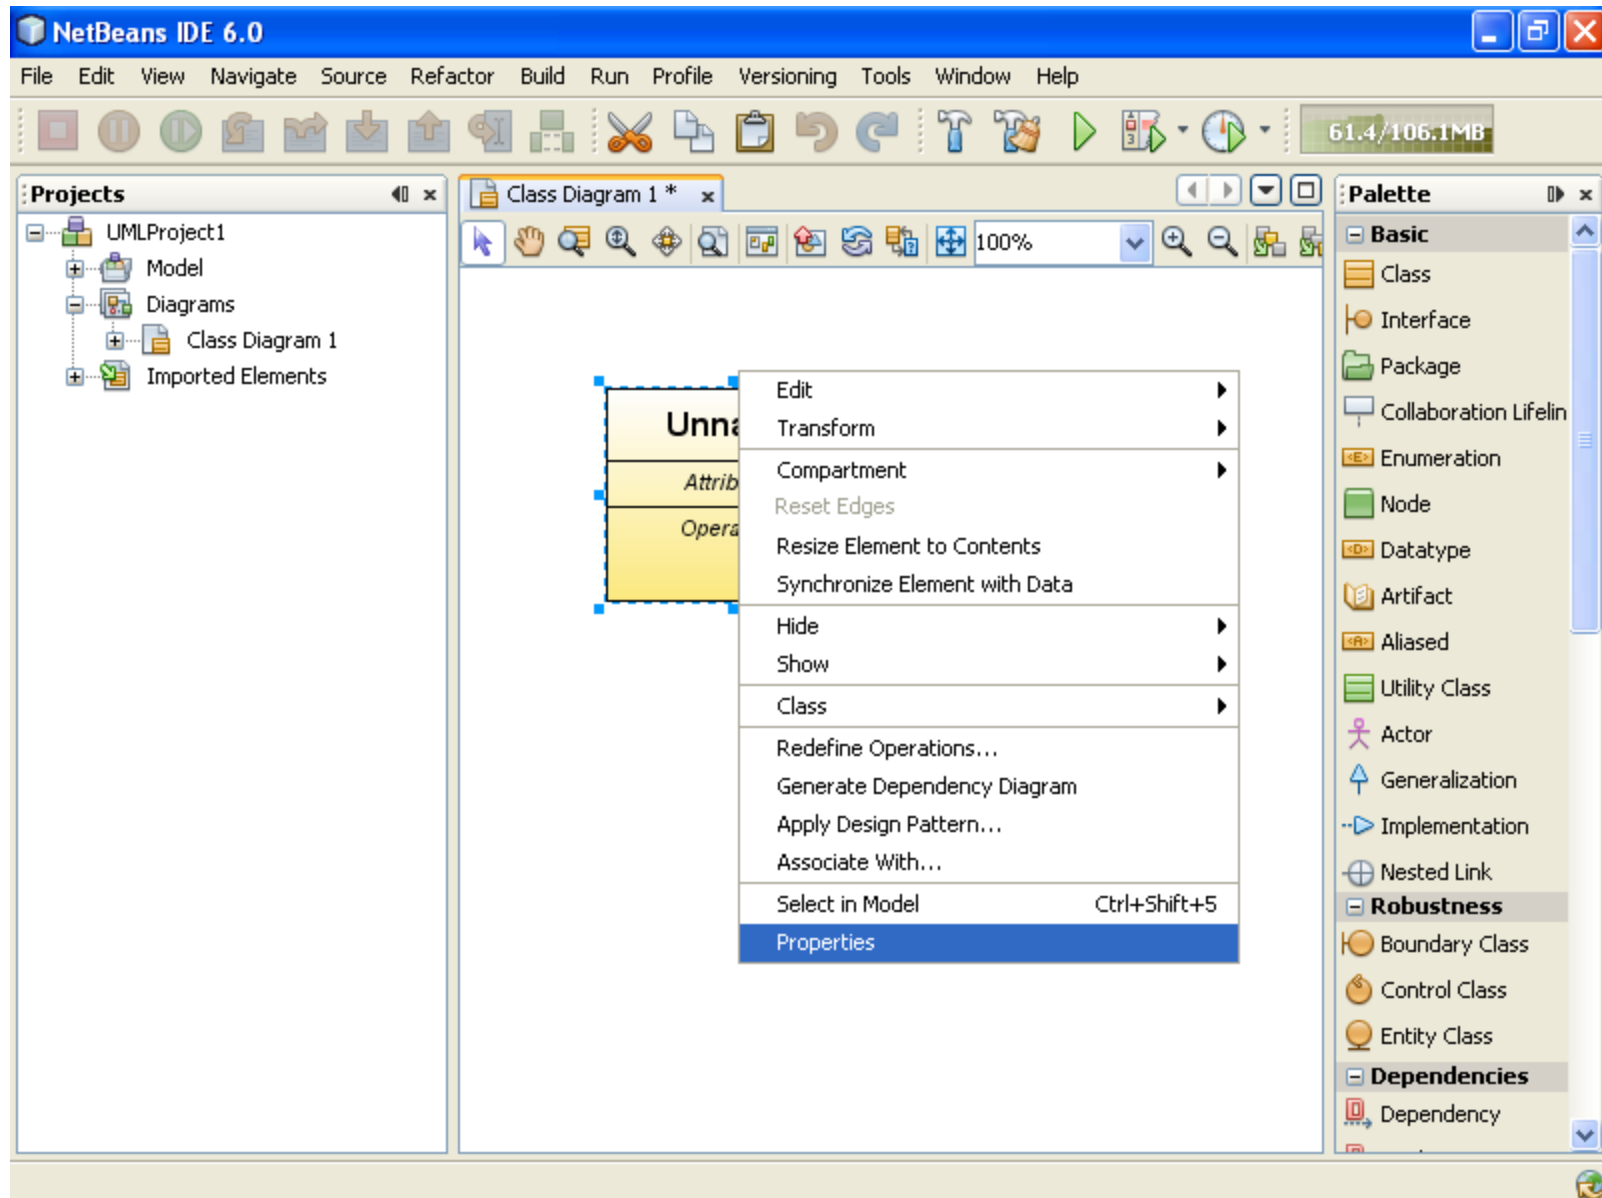 NetBeans IDE 6.0
File Edit View Navigate Source Refactor Build Run Profile Versioning Tools Window Help
61.4/106.1MB
Projects
UMLProject1
Model
Diagrams
Class Diagram 1
Imported Elements
Class Diagram 1 *
100%
Unna
Attrib
Opera
Edit
Transform
Compartment
Reset Edges
Resize Element to Contents
Synchronize Element with Data
Hide
Show
Class
Redefine Operations...
Generate Dependency Diagram
Apply Design Pattern...
Associate With...
Select in Model Ctrl+Shift+5
Properties
Palette
Basic
Class
Interface
Package
Collaboration Lifelin
Enumeration
Node
Datatype
Artifact
Aliased
Utility Class
Actor
Generalization
Implementation
Nested Link
Robustness
Boundary Class
Control Class
Entity Class
Dependencies
Dependency